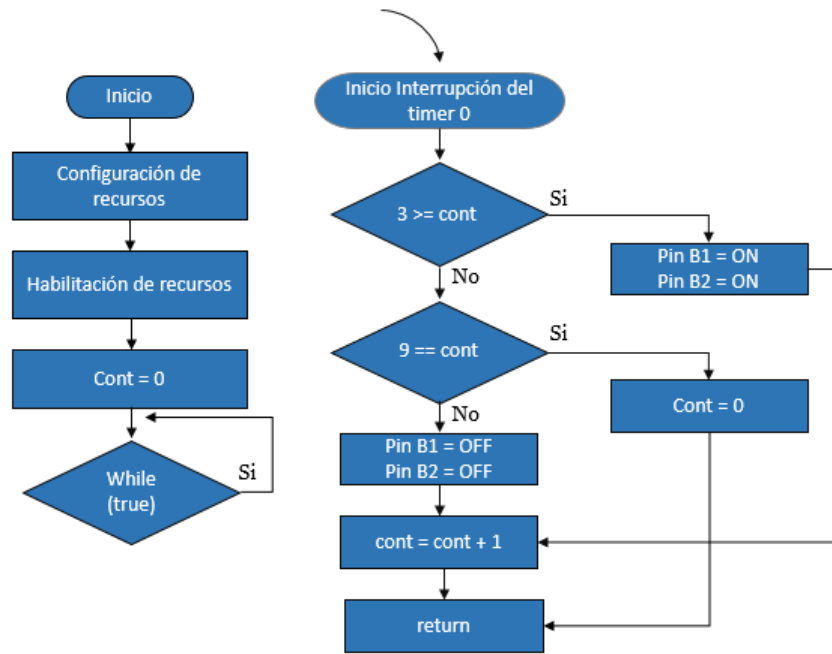 Inicio
Configuración de
recursos
Habilitación de recursos
Cont = 0
While
(true)
Si
Inicio Interrupción del
timer 0
3 >= cont
Si
Pin B1 = ON
Pin B2 = ON
No
9 == cont
Si
Cont = 0
No
Pin B1 = OFF
Pin B2 = OFF
cont = cont + 1
return